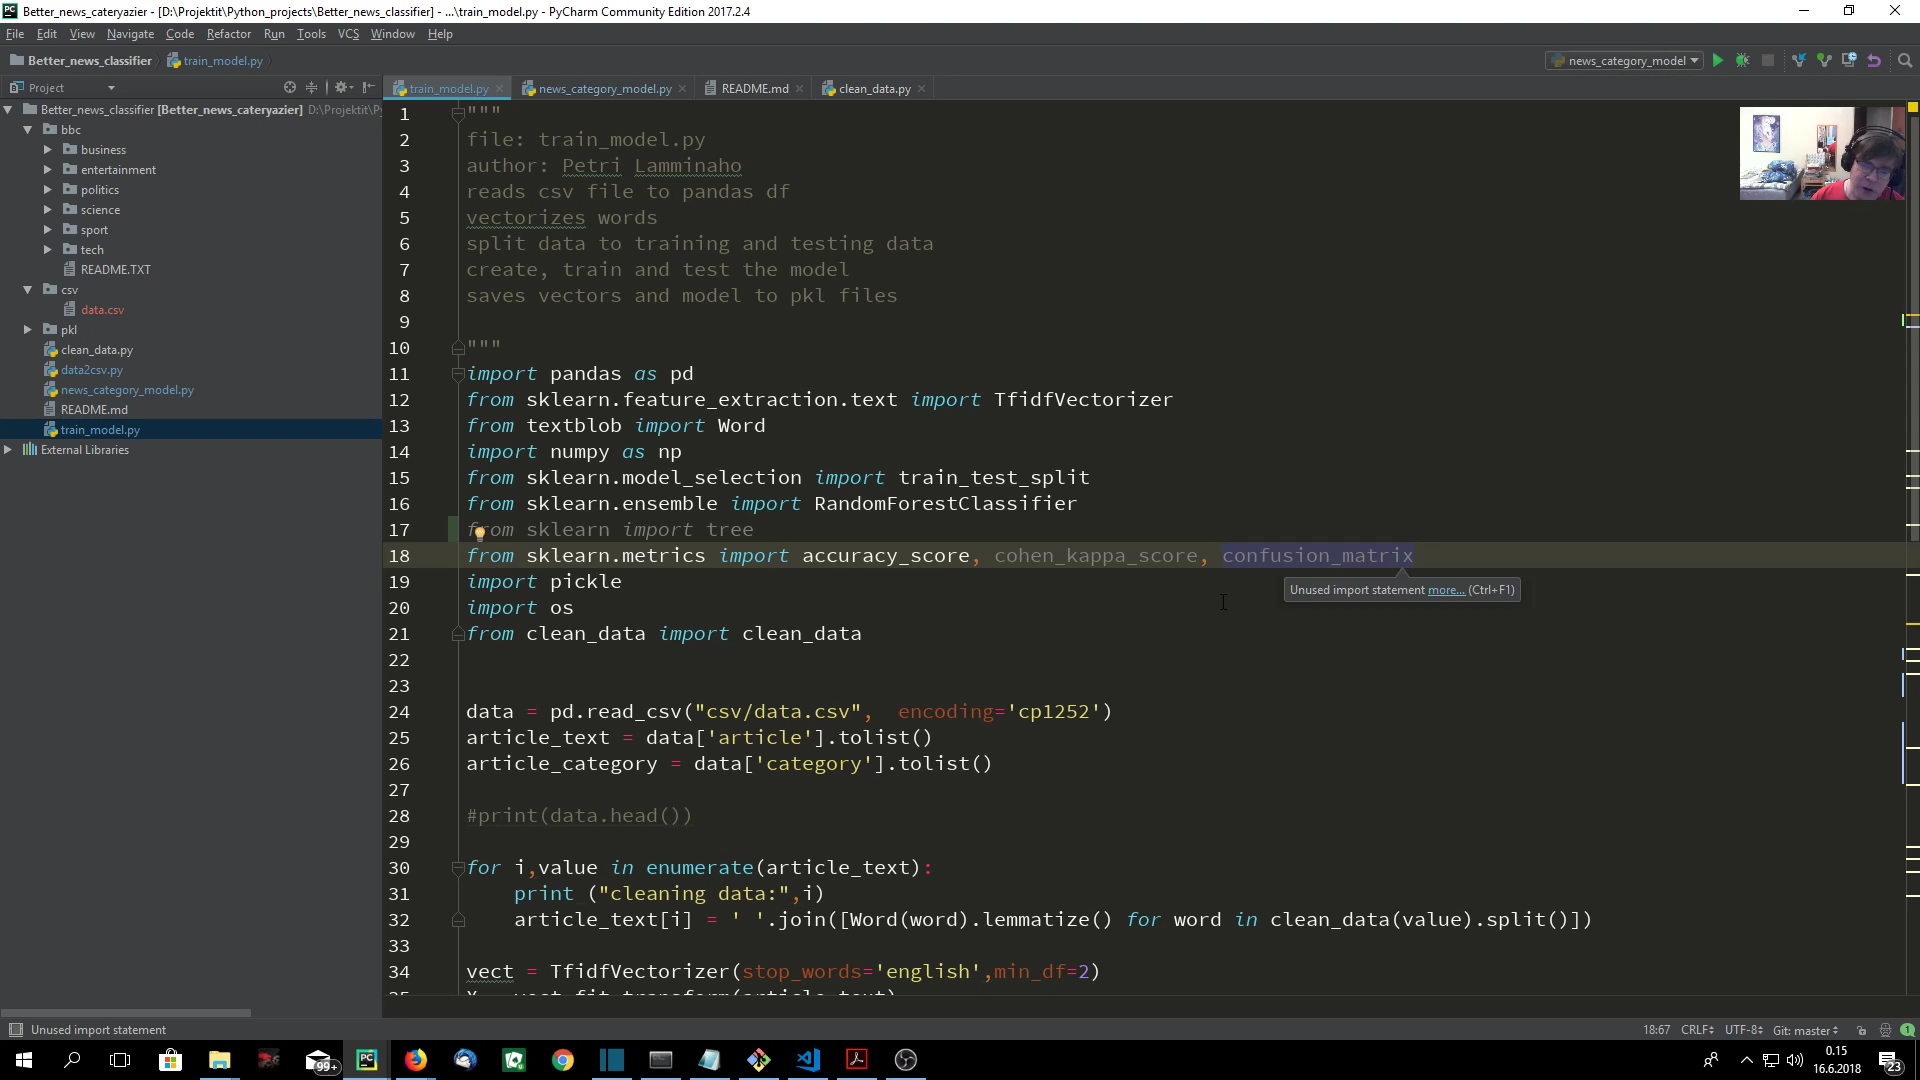 Better_news_cateryazier - [D:\Projektit\Python_projects\Better_news_classifier] - ...\train_model.py - PyCharm Community Edition 2017.2.4
File Edit View Navigate Code Refactor Run Tools VCS Window Help
Better_news_classifier train_model.py news_category_model
Project train_model.py news_category_model.py README.md clean_data.py
Better_news_classifier [Better_news_cateryazier] D:\Projektit\P
bbc
business
entertainment
politics
science
sport
tech
README.TXT
csv
data.csv
pkl
clean_data.py
data2csv.py
news_category_model.py
README.md
train_model.py
External Libraries
1 """
2 file: train_model.py
3 author: Petri Lamminaho
4 reads csv file to pandas df
5 vectorizes words
6 split data to training and testing data
7 create, train and test the model
8 saves vectors and model to pkl files
9
10 """
11 import pandas as pd
12 from sklearn.feature_extraction.text import TfidfVectorizer
13 from textblob import Word
14 import numpy as np
15 from sklearn.model_selection import train_test_split
16 from sklearn.ensemble import RandomForestClassifier
17 from sklearn import tree
18 from sklearn.metrics import accuracy_score, cohen_kappa_score, confusion_matrix
19 import pickle
Unused import statement more... (Ctrl+F1)
20 import os
21 from clean_data import clean_data
22
23
24 data = pd.read_csv("csv/data.csv",  encoding='cp1252')
25 article_text = data['article'].tolist()
26 article_category = data['category'].tolist()
27
28 #print(data.head())
29
30 for i,value in enumerate(article_text):
31 print ("cleaning data:",i)
32 article_text[i] = ' '.join([Word(word).lemmatize() for word in clean_data(value).split()])
33
34 vect = TfidfVectorizer(stop_words='english',min_df=2)
Unused import statement 18:67 CRLF UTF-8 Git: master 1
99+ PC 0.15
16.6.2018 23